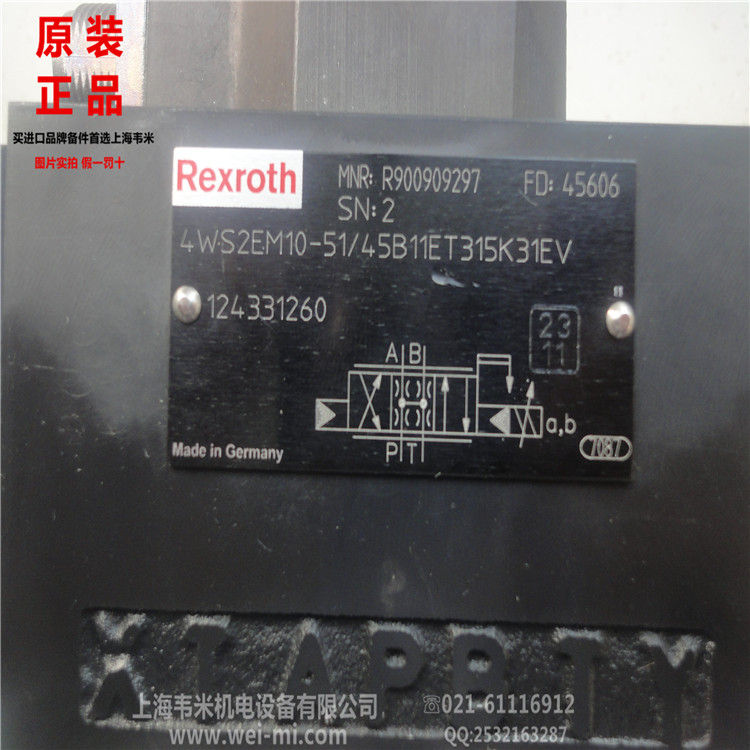 原装
正品
买进口品牌备件首选上海韦米
图片实拍 假一罚十
Rexroth
MNR: R900909297 FD: 45606
SN: 2
4WS2EM10-51/45B11ET315K31EV
124331260
23
11
A B
a,b
P T
Made in Germany
7087
X T A P B T Y
上海韦米机电设备有限公司
☏021-61116912
www.wei-mi.com
QQ:2532163287